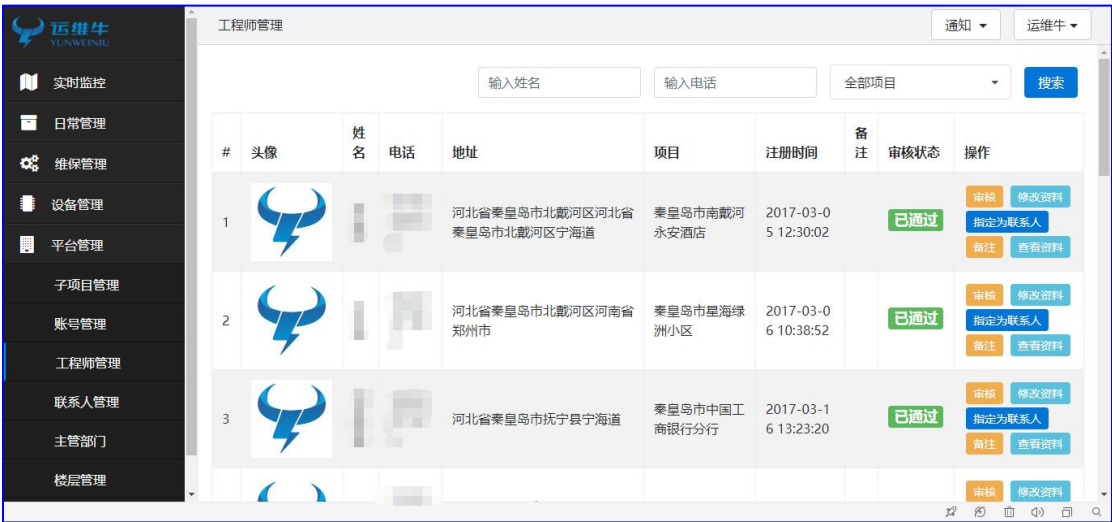 运维牛
YUNWEINIU
工程师管理
通知
运维牛
实时监控
日常管理
维保管理
设备管理
平台管理
子项目管理
账号管理
工程师管理
联系人管理
主管部门
楼层管理
输入姓名
输入电话
全部项目
搜索
# 头像 姓名 电话 地址 项目 注册时间 备注 审核状态 操作
1
河北省秦皇岛市北戴河区河北省
秦皇岛市北戴河区宁海道
秦皇岛市南戴河
永安酒店
2017-03-0
5 12:30:02
已通过
审核 修改资料
指定为联系人
备注 查看资料
2
河北省秦皇岛市北戴河区河南省
郑州市
秦皇岛市星海绿
洲小区
2017-03-0
6 10:38:52
已通过
审核 修改资料
指定为联系人
备注 查看资料
3
河北省秦皇岛市抚宁县宁海道
秦皇岛市中国工
商银行分行
2017-03-1
6 13:23:20
已通过
审核 修改资料
指定为联系人
备注 查看资料
审核 修改资料